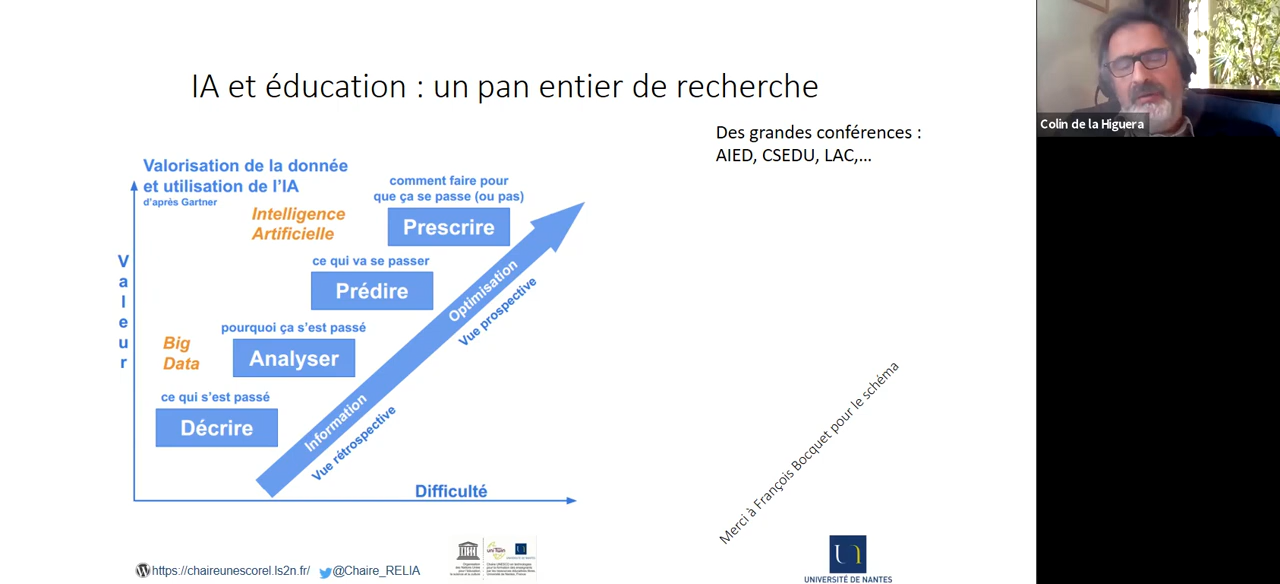 IA et éducation : un pan entier de recherche
Des grandes conférences :
AIED, CSEDU, LAC,...
Valorisation de la donnée
et utilisation de l'IA
d'après Gartner
Intelligence
Artificielle
comment faire pour
que ça se passe (ou pas)
Prescrire
ce qui va se passer
Prédire
pourquoi ça s'est passé
Analyser
Big
Data
ce qui s'est passé
Décrire
Valeur
Difficulté
Information
Optimisation
Vue rétrospective
Vue prospective
Merci à François Bocquet pour le schéma
https://chaireunescorel.ls2n.fr/
@Chaire_RELIA
UNIVERSITÉ DE NANTES
Colin de la Higuera